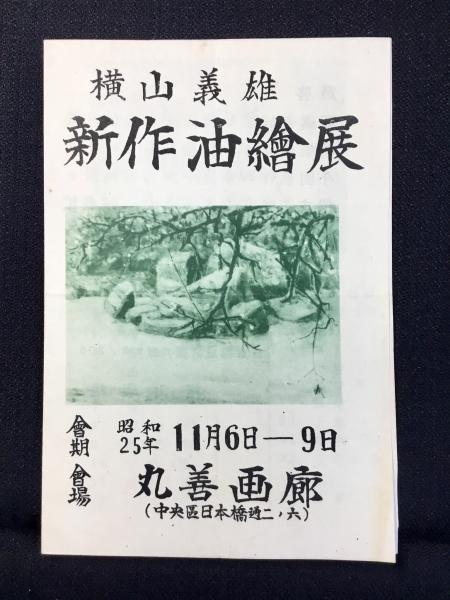 横山義雄
新作油繪展
會期 昭和25年 11月6日―9日
會場 丸善画廊
(中央區日本橋通二ノ六)